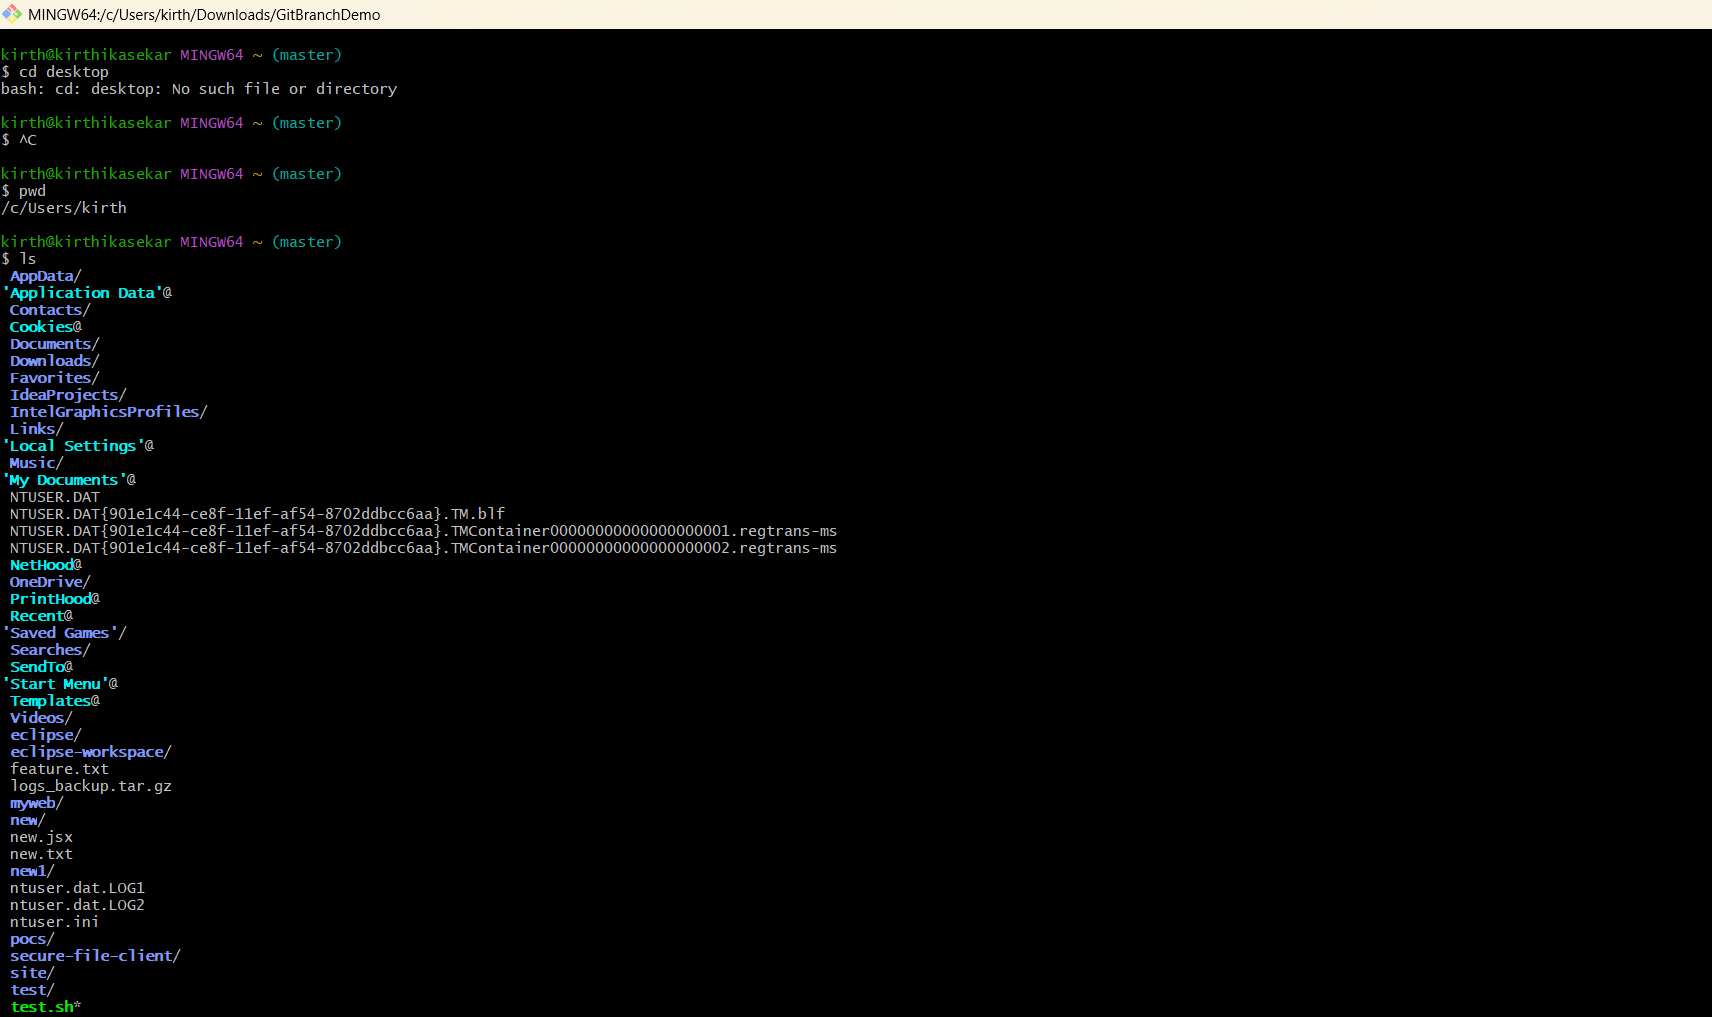 MINGW64:/c/Users/kirth/Downloads/GitBranchDemo
kirth@kirthikasekar MINGW64 ~ (master)
$ cd desktop
bash: cd: desktop: No such file or directory
kirth@kirthikasekar MINGW64 ~ (master)
$ ^C
kirth@kirthikasekar MINGW64 ~ (master)
$ pwd
/c/Users/kirth
kirth@kirthikasekar MINGW64 ~ (master)
$ ls
AppData/
'Application Data'@
Contacts/
Cookies@
Documents/
Downloads/
Favorites/
IdeaProjects/
IntelGraphicsProfiles/
Links/
'Local Settings'@
Music/
'My Documents'@
NTUSER.DAT
NTUSER.DAT{901e1c44-ce8f-11ef-af54-8702ddbcc6aa}.TM.blf
NTUSER.DAT{901e1c44-ce8f-11ef-af54-8702ddbcc6aa}.TMContainer00000000000000000001.regtrans-ms
NTUSER.DAT{901e1c44-ce8f-11ef-af54-8702ddbcc6aa}.TMContainer00000000000000000002.regtrans-ms
NetHood@
OneDrive/
PrintHood@
Recent@
'Saved Games'/
Searches/
SendTo@
'Start Menu'@
Templates@
Videos/
eclipse/
eclipse-workspace/
feature.txt
logs_backup.tar.gz
myweb/
new/
new.jsx
new.txt
new1/
ntuser.dat.LOG1
ntuser.dat.LOG2
ntuser.ini
pocs/
secure-file-client/
site/
test/
test.sh*